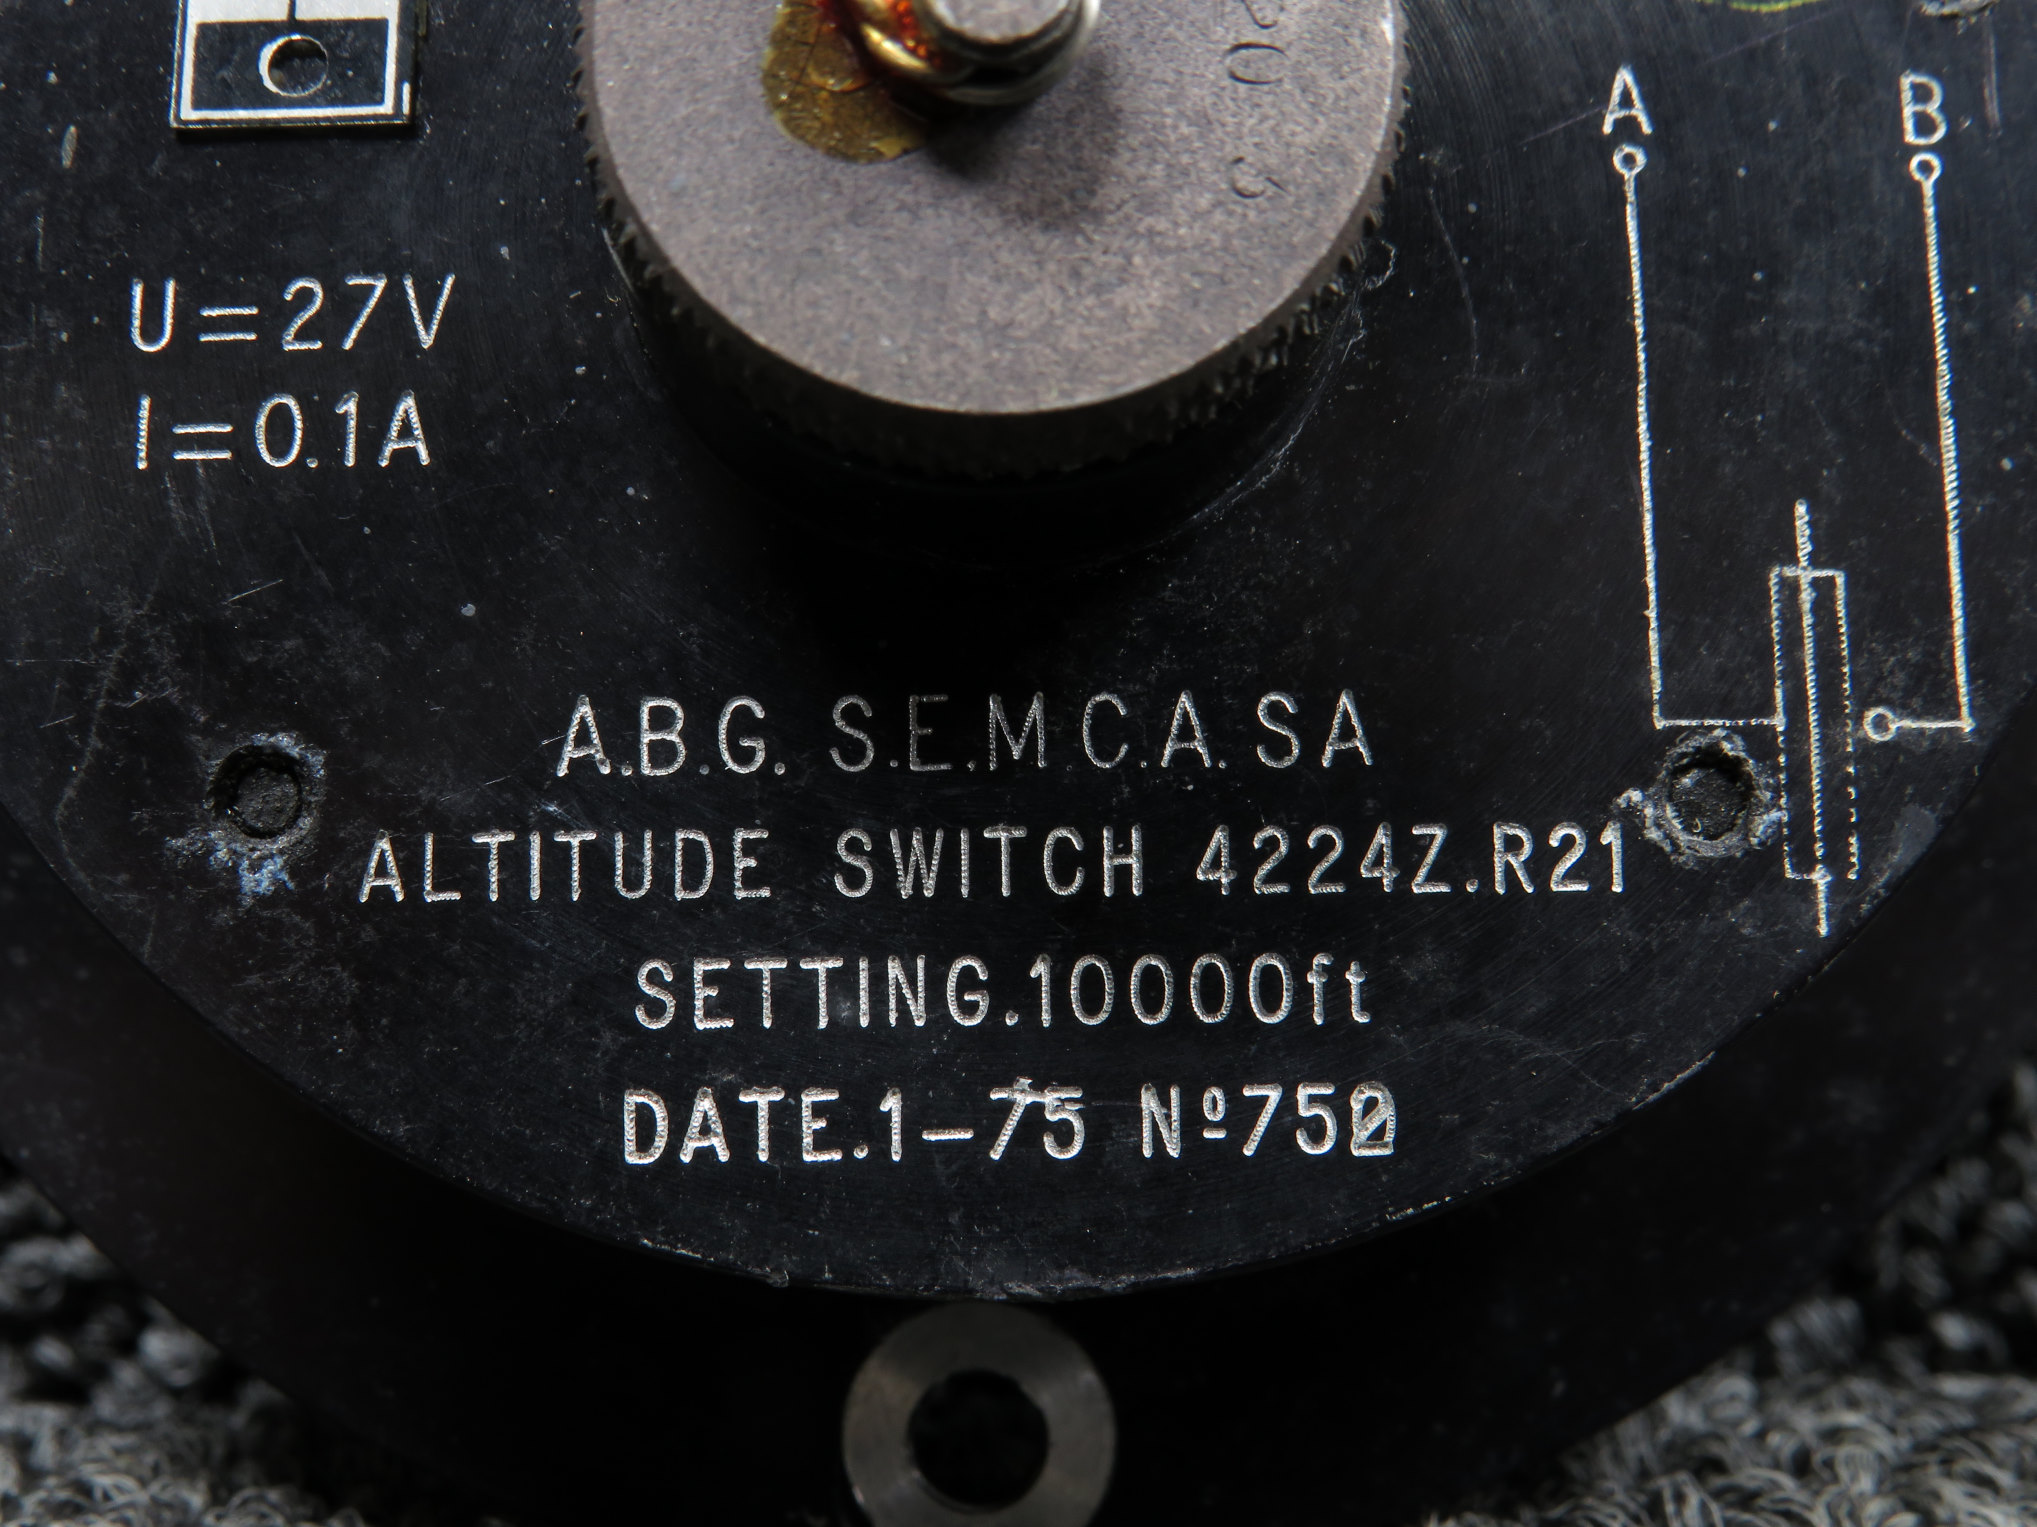 A B
U=27V
I=0.1A
A.B.G. S.E.M.C.A. SA
ALTITUDE SWITCH 4224Z.R21
SETTING.10000ft
DATE.1-75 Nº752